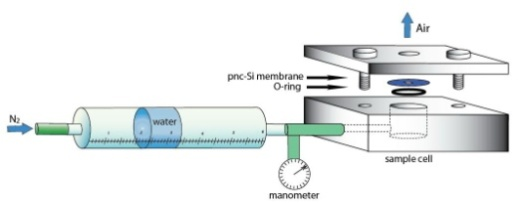 Air
pnc-Si membrane
O-ring
N₂
water
sample cell
manometer